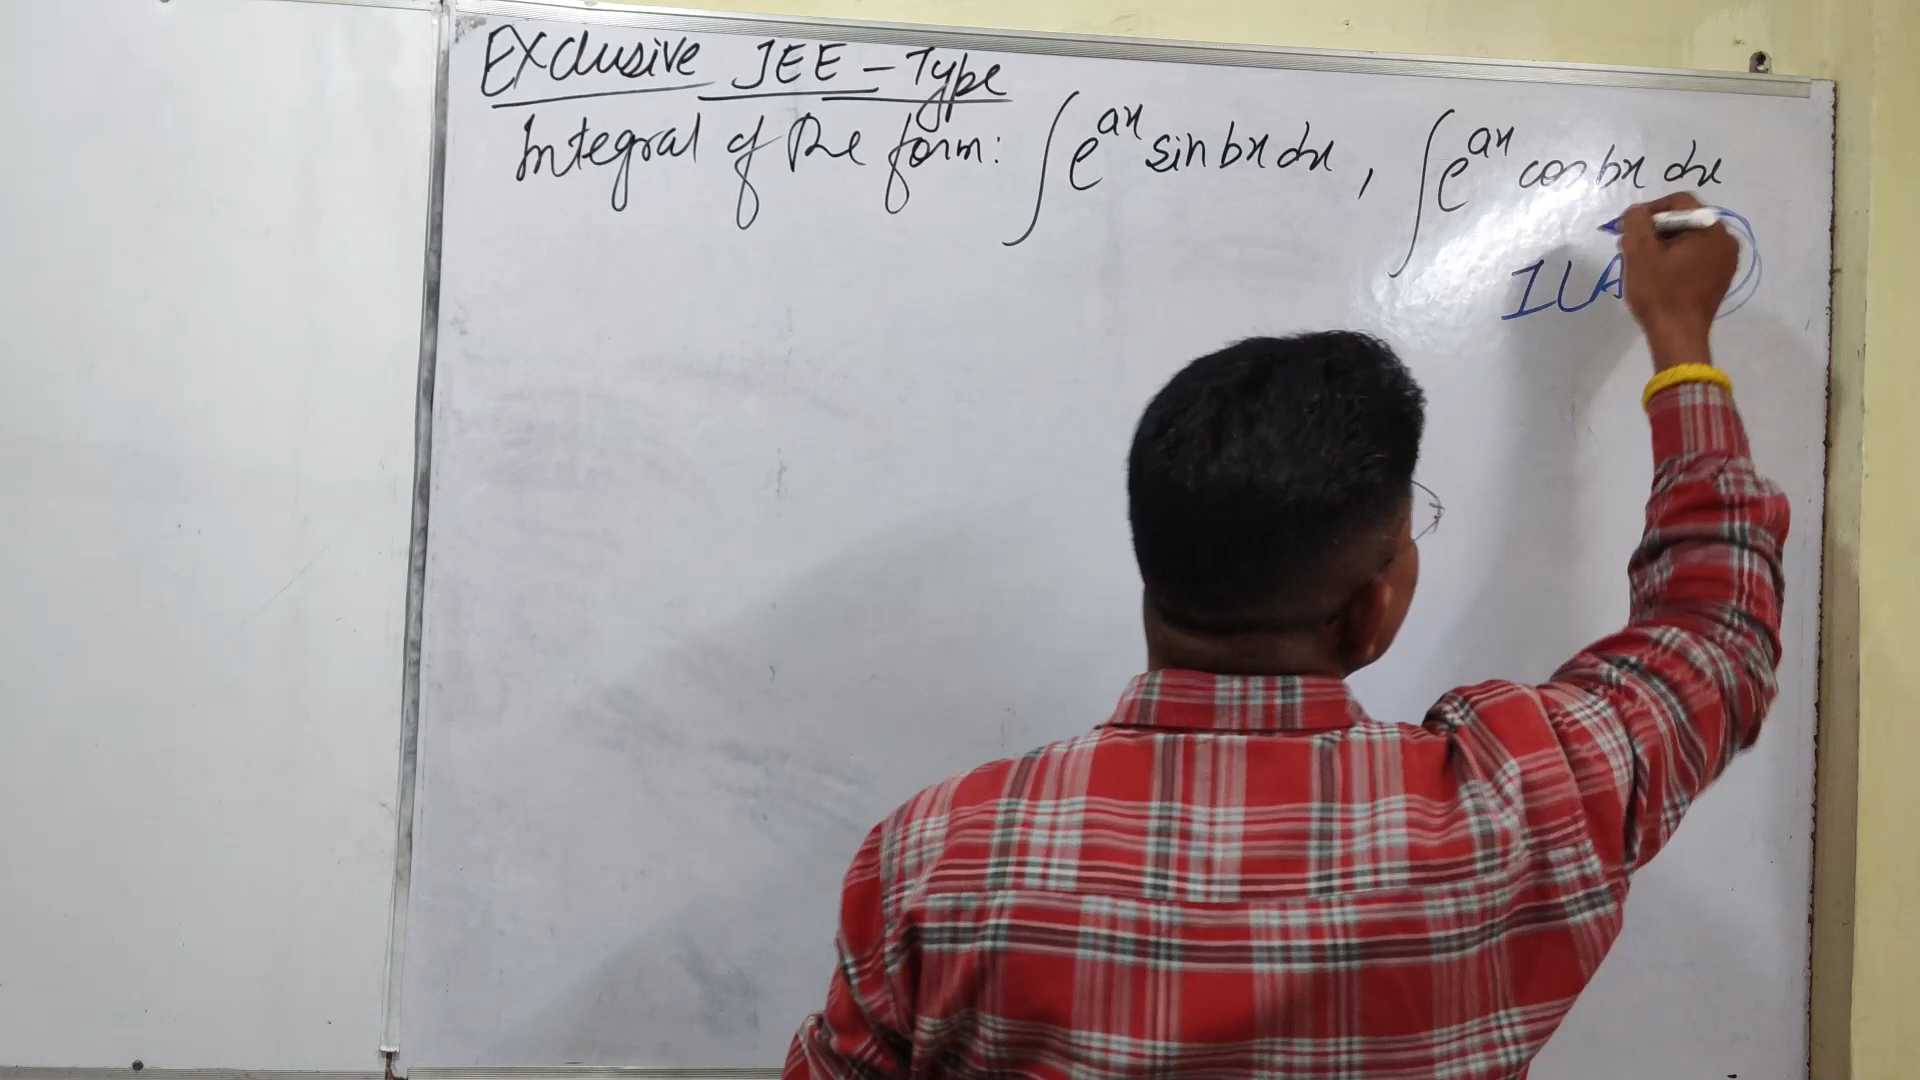 Exclusive JEE - Type
Integral of the form: ∫e^ax sin bx dx, ∫e^ax cos bx dx
ILA